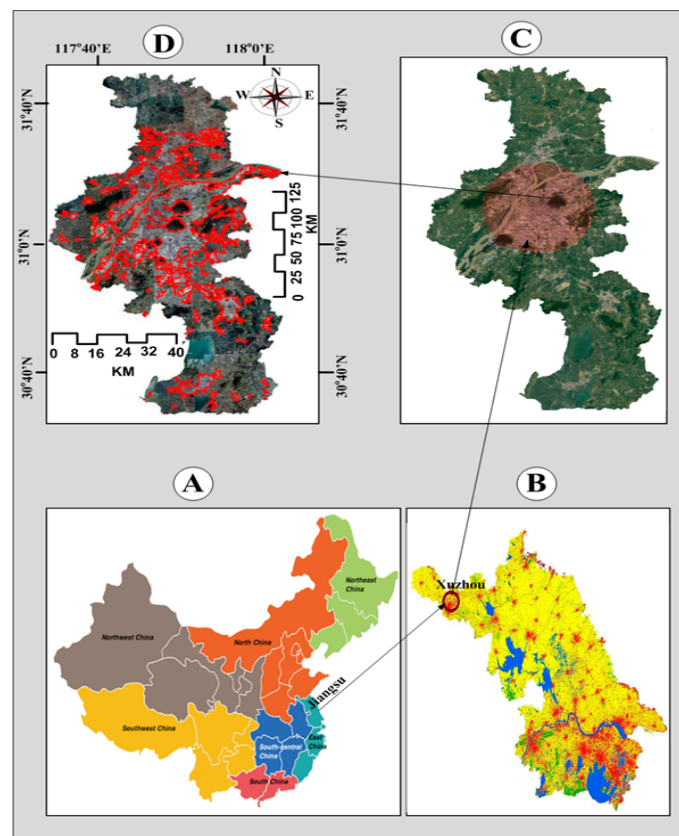 117°40'E
118°0'E
D
C
N
W E
S
31°40'N
31°40'N
31°0'N
31°0'N
30°40'N
30°40'N
0 25 50 75 100 125
KM
0 8 16 24 32 40
KM
A
B
Northeast
China
Northwest China
North China
Jiangsu
Southwest China
South-central
China
East
China
South China
Xuzhou